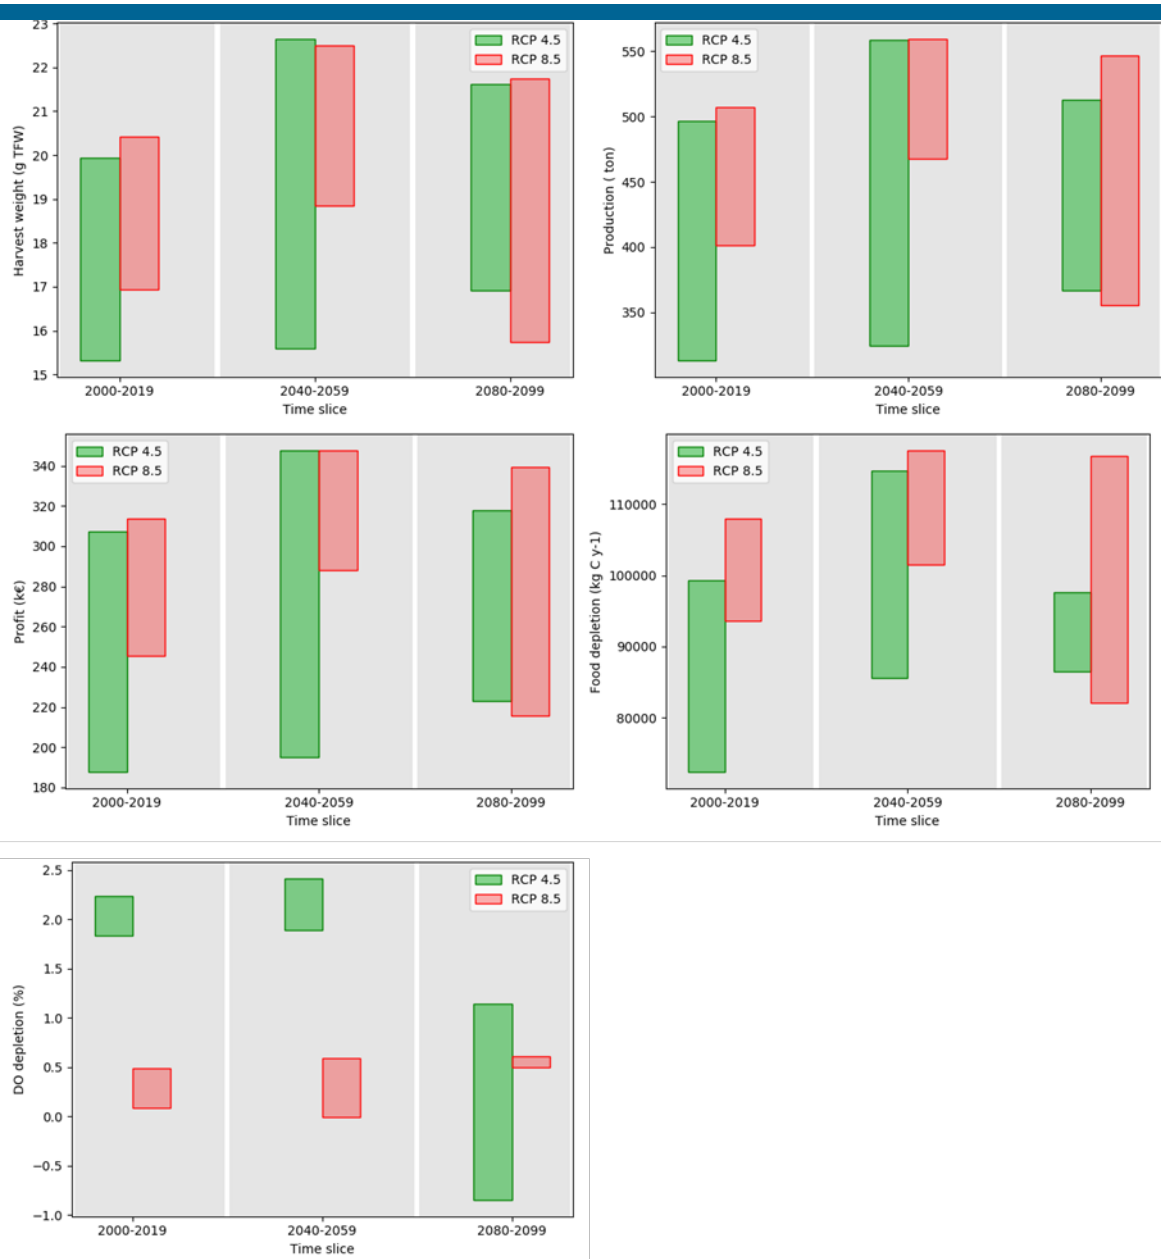 23
22
21
20
19
18
17
16
15
Harvest weight (g TFW)
RCP 4.5
RCP 8.5
2000-2019
2040-2059
2080-2099
Time slice
550
500
450
400
350
Production ( ton)
RCP 4.5
RCP 8.5
2000-2019
2040-2059
2080-2099
Time slice
340
320
300
280
260
240
220
200
180
Profit (k€)
RCP 4.5
RCP 8.5
2000-2019
2040-2059
2080-2099
Time slice
110000
100000
90000
80000
Food depletion (kg C y-1)
RCP 4.5
RCP 8.5
2000-2019
2040-2059
2080-2099
Time slice
2.5
2.0
1.5
1.0
0.5
0.0
−0.5
−1.0
DO depletion (%)
RCP 4.5
RCP 8.5
2000-2019
2040-2059
2080-2099
Time slice